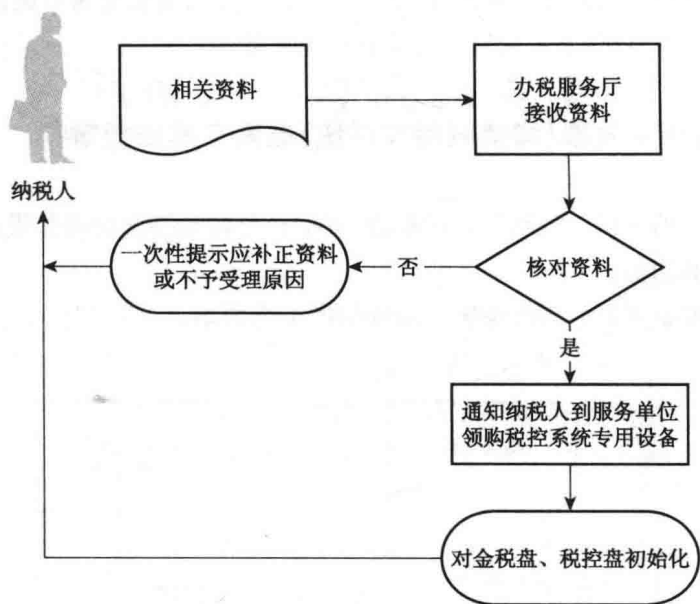 相关资料
办税服务厅
接收资料
纳税人
一次性提示应补正资料
或不予受理原因
否
核对资料
是
通知纳税人到服务单位
领购税控系统专用设备
对金税盘、税控盘初始化